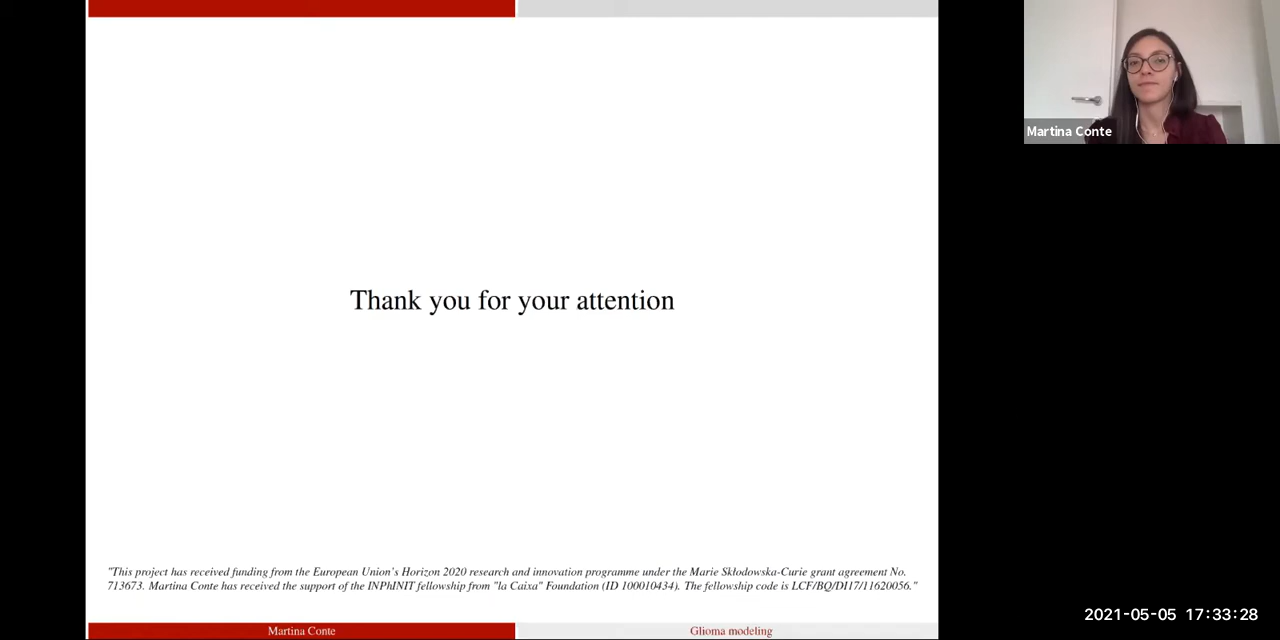 Martina Conte
Thank you for your attention
"This project has received funding from the European Union's Horizon 2020 research and innovation programme under the Marie Skłodowska-Curie grant agreement No.
713673. Martina Conte has received the support of the INPhINIT fellowship from "la Caixa" Foundation (ID 100010434). The fellowship code is LCF/BQ/DI17/11620056."
2021-05-05 17:33:28
Martina Conte
Glioma modeling